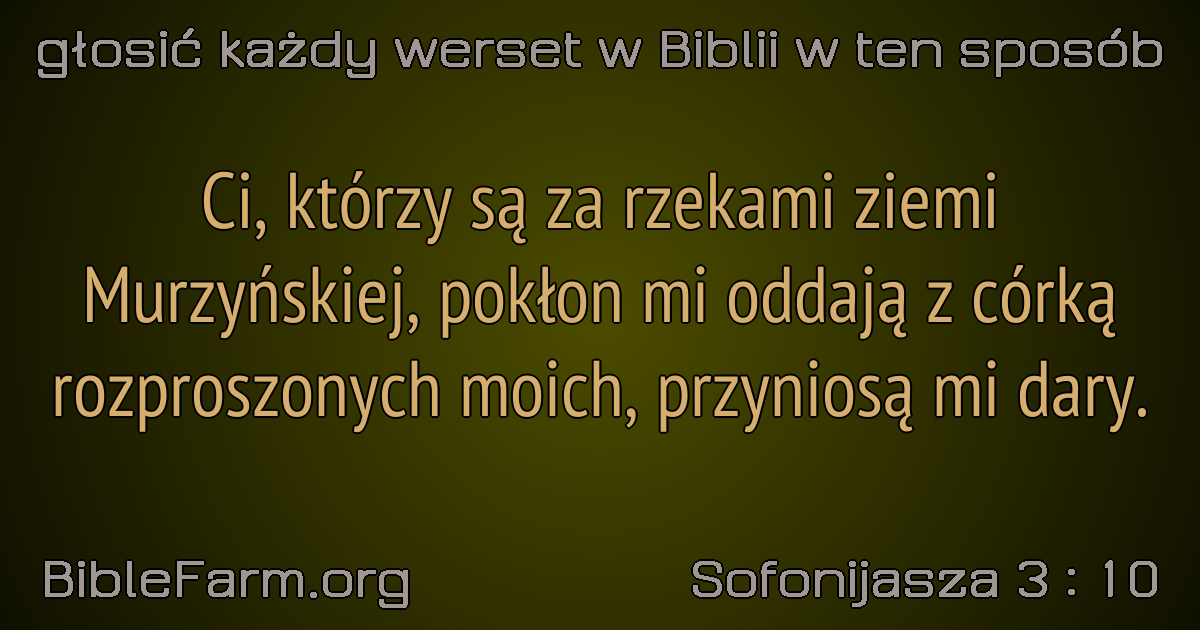 głosić każdy werset w Biblii w ten sposób
Ci, którzy są za rzekami ziemi
Murzyńskiej, pokłon mi oddają z córką
rozproszonych moich, przyniosą mi dary.
BibleFarm.org
Sofonijasza 3 : 10